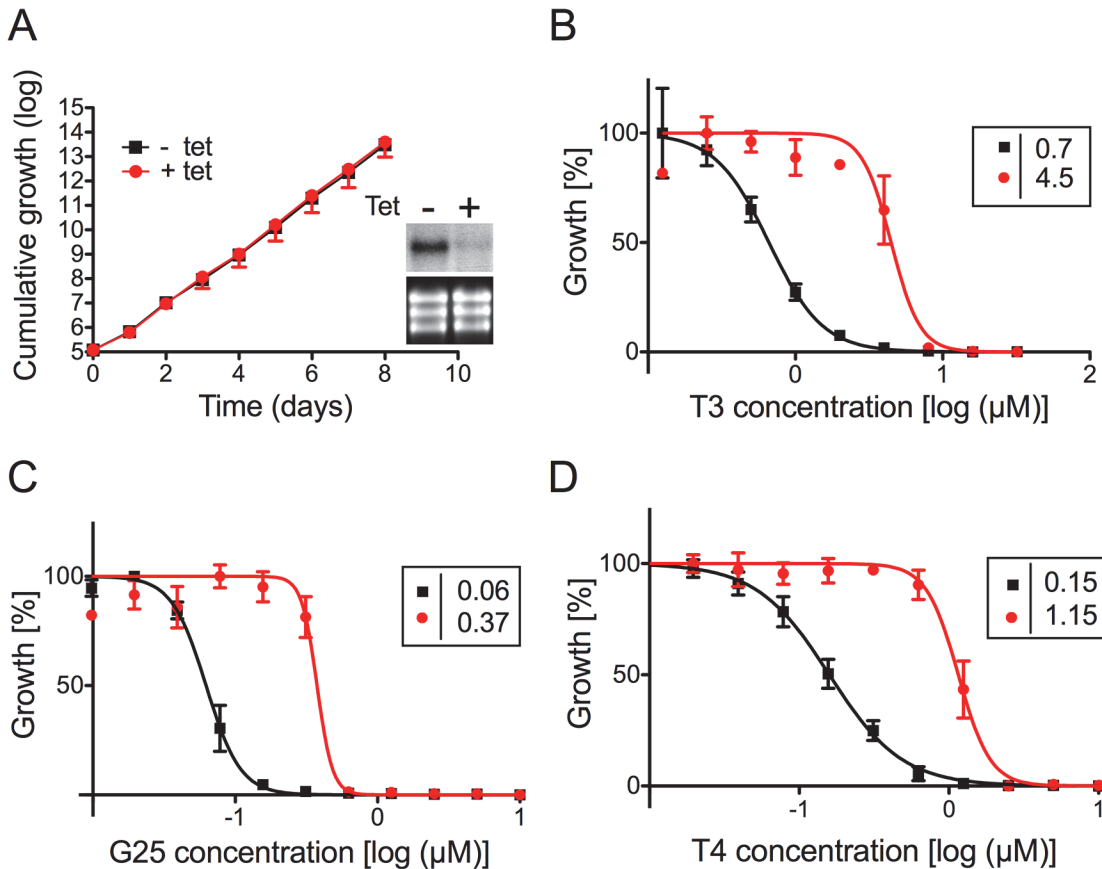 A
Cumulative growth (log)
15
14
13
12
11
10
9
8
7
6
5
- tet
+ tet
Tet - +
0 2 4 6 8 10
Time (days)
B
Growth [%]
100
50
0
0.7
4.5
0 1 2
T3 concentration [log (µM)]
C
Growth [%]
100
50
0.06
0.37
-1 0 1
G25 concentration [log (µM)]
D
Growth [%]
100
50
0
0.15
1.15
-1 0 1
T4 concentration [log (µM)]